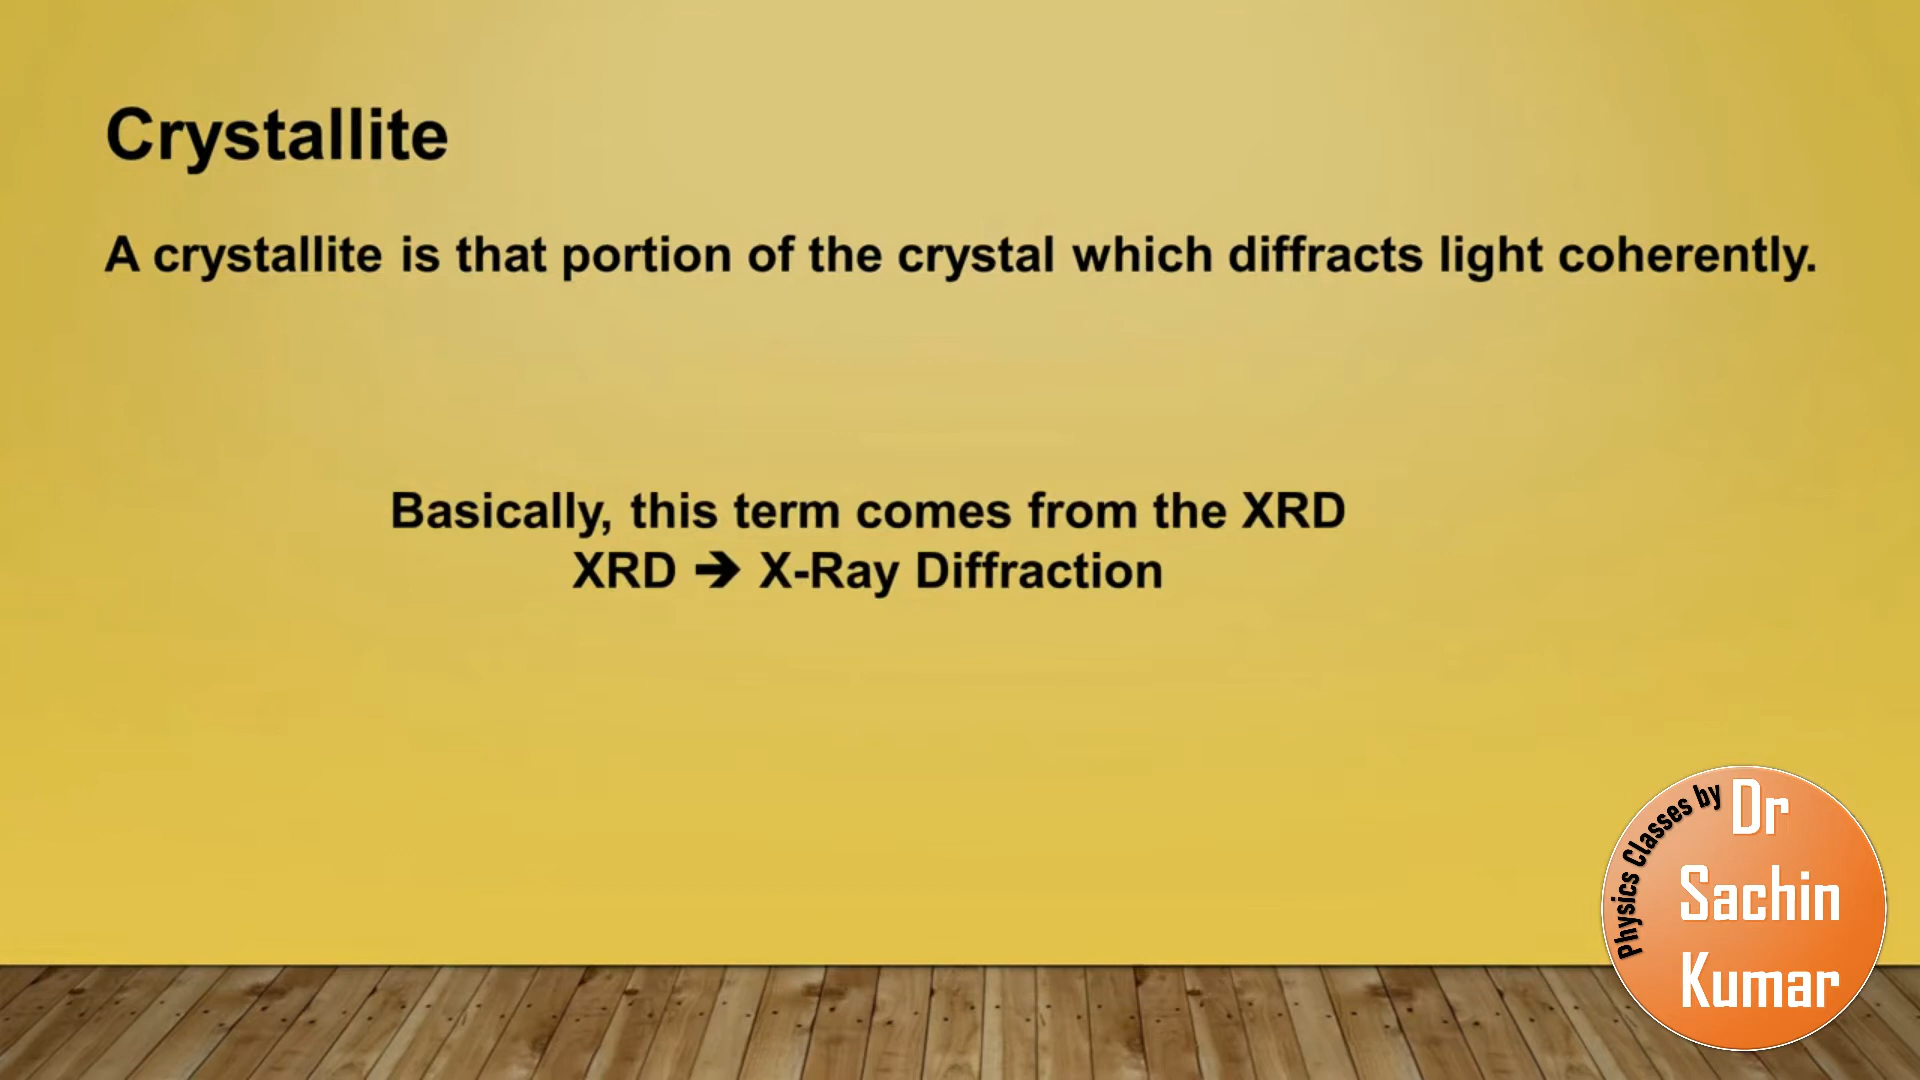 Crystallite
A crystallite is that portion of the crystal which diffracts light coherently.
Basically, this term comes from the XRD
XRD ➔ X-Ray Diffraction
Physics Classes by
Dr
Sachin
Kumar